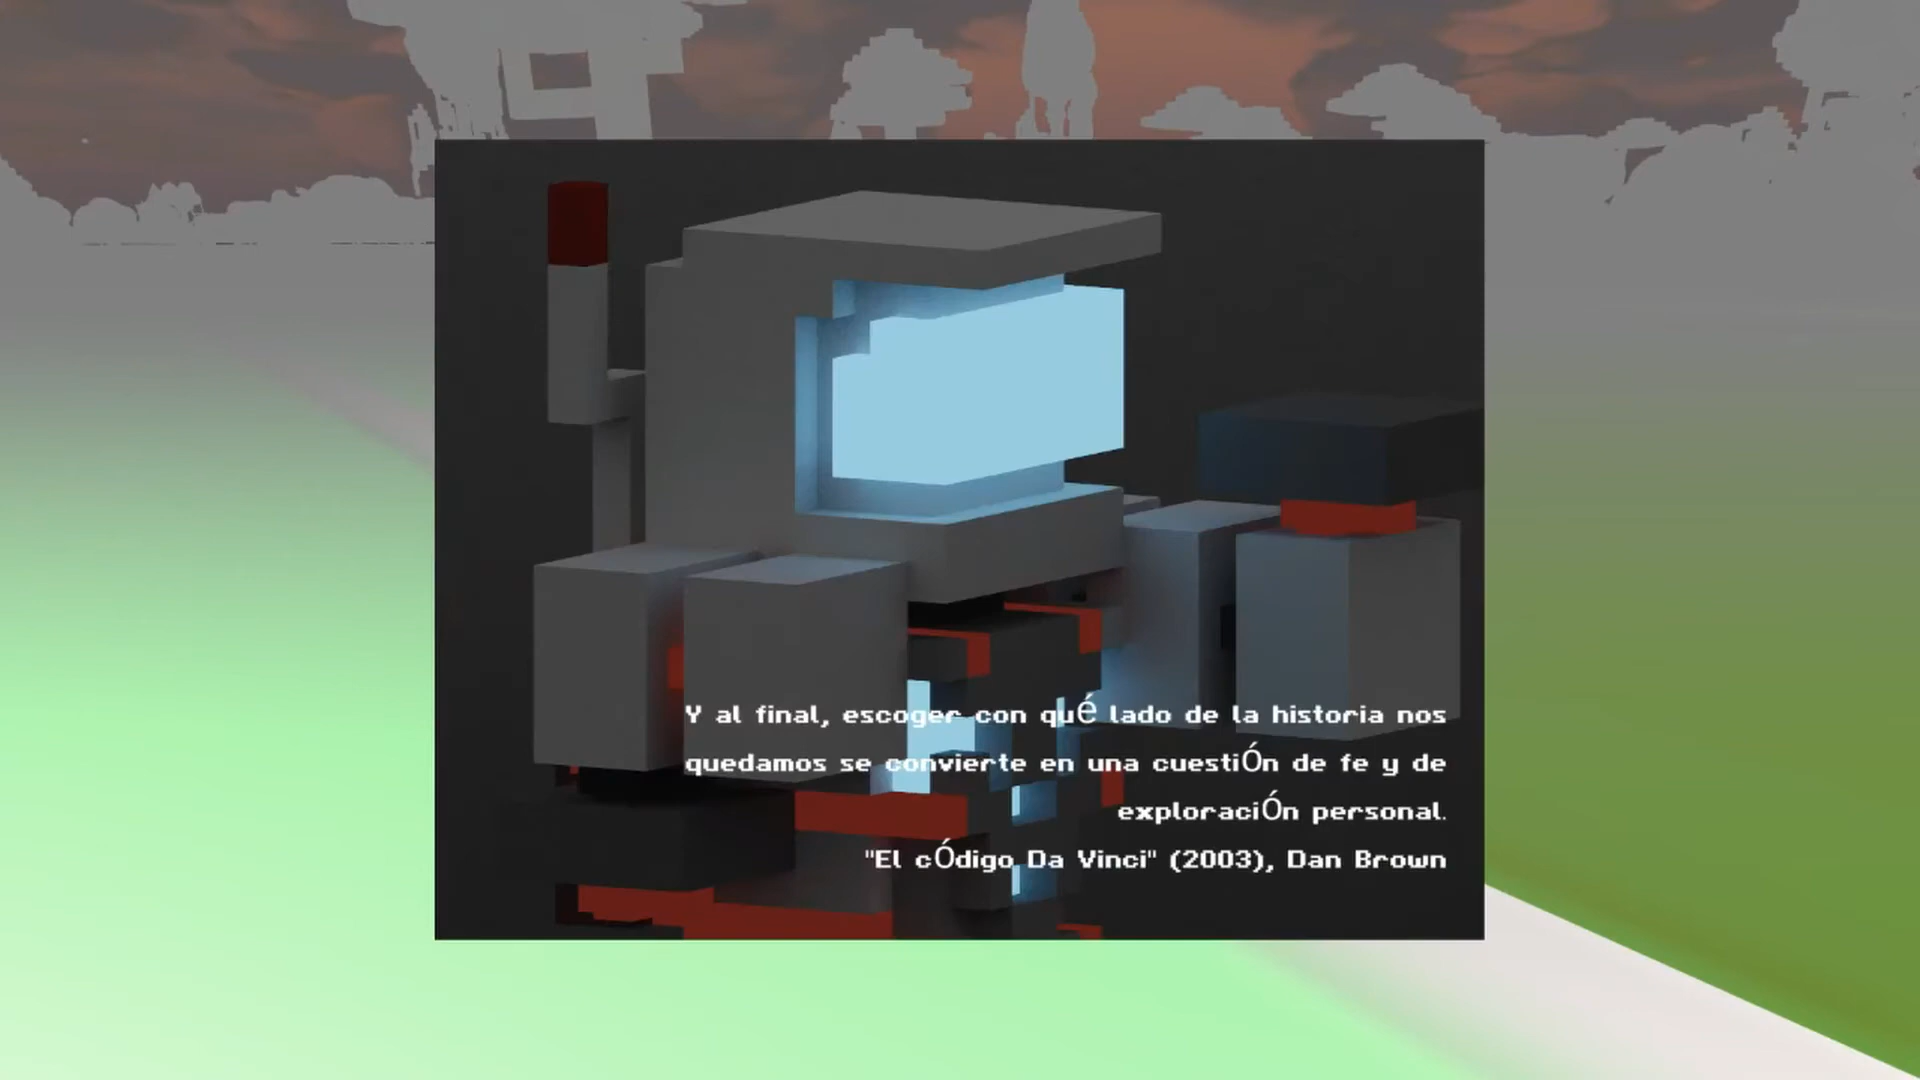 Y al final, escoger con qué lado de la historia nos
quedamos se convierte en una cuestiÓn de fe y de
exploraciÓn personal.
"El cÓdigo Da Vinci" (2003), Dan Brown